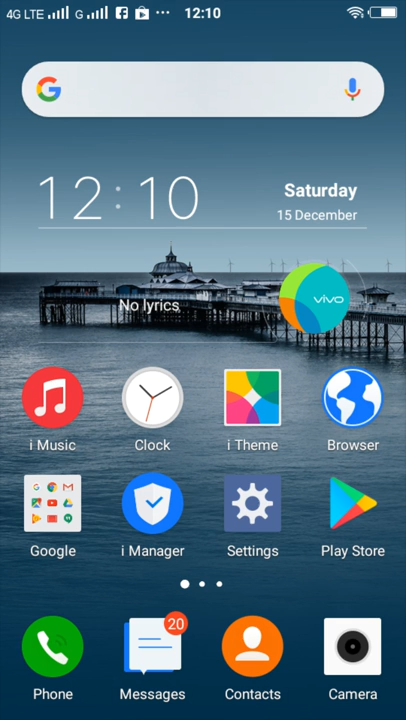 4G LTE G ... 12:10
12:10
Saturday
15 December
No lyrics
vivo
i Music Clock i Theme Browser
Google i Manager Settings Play Store
20
Phone Messages Contacts Camera